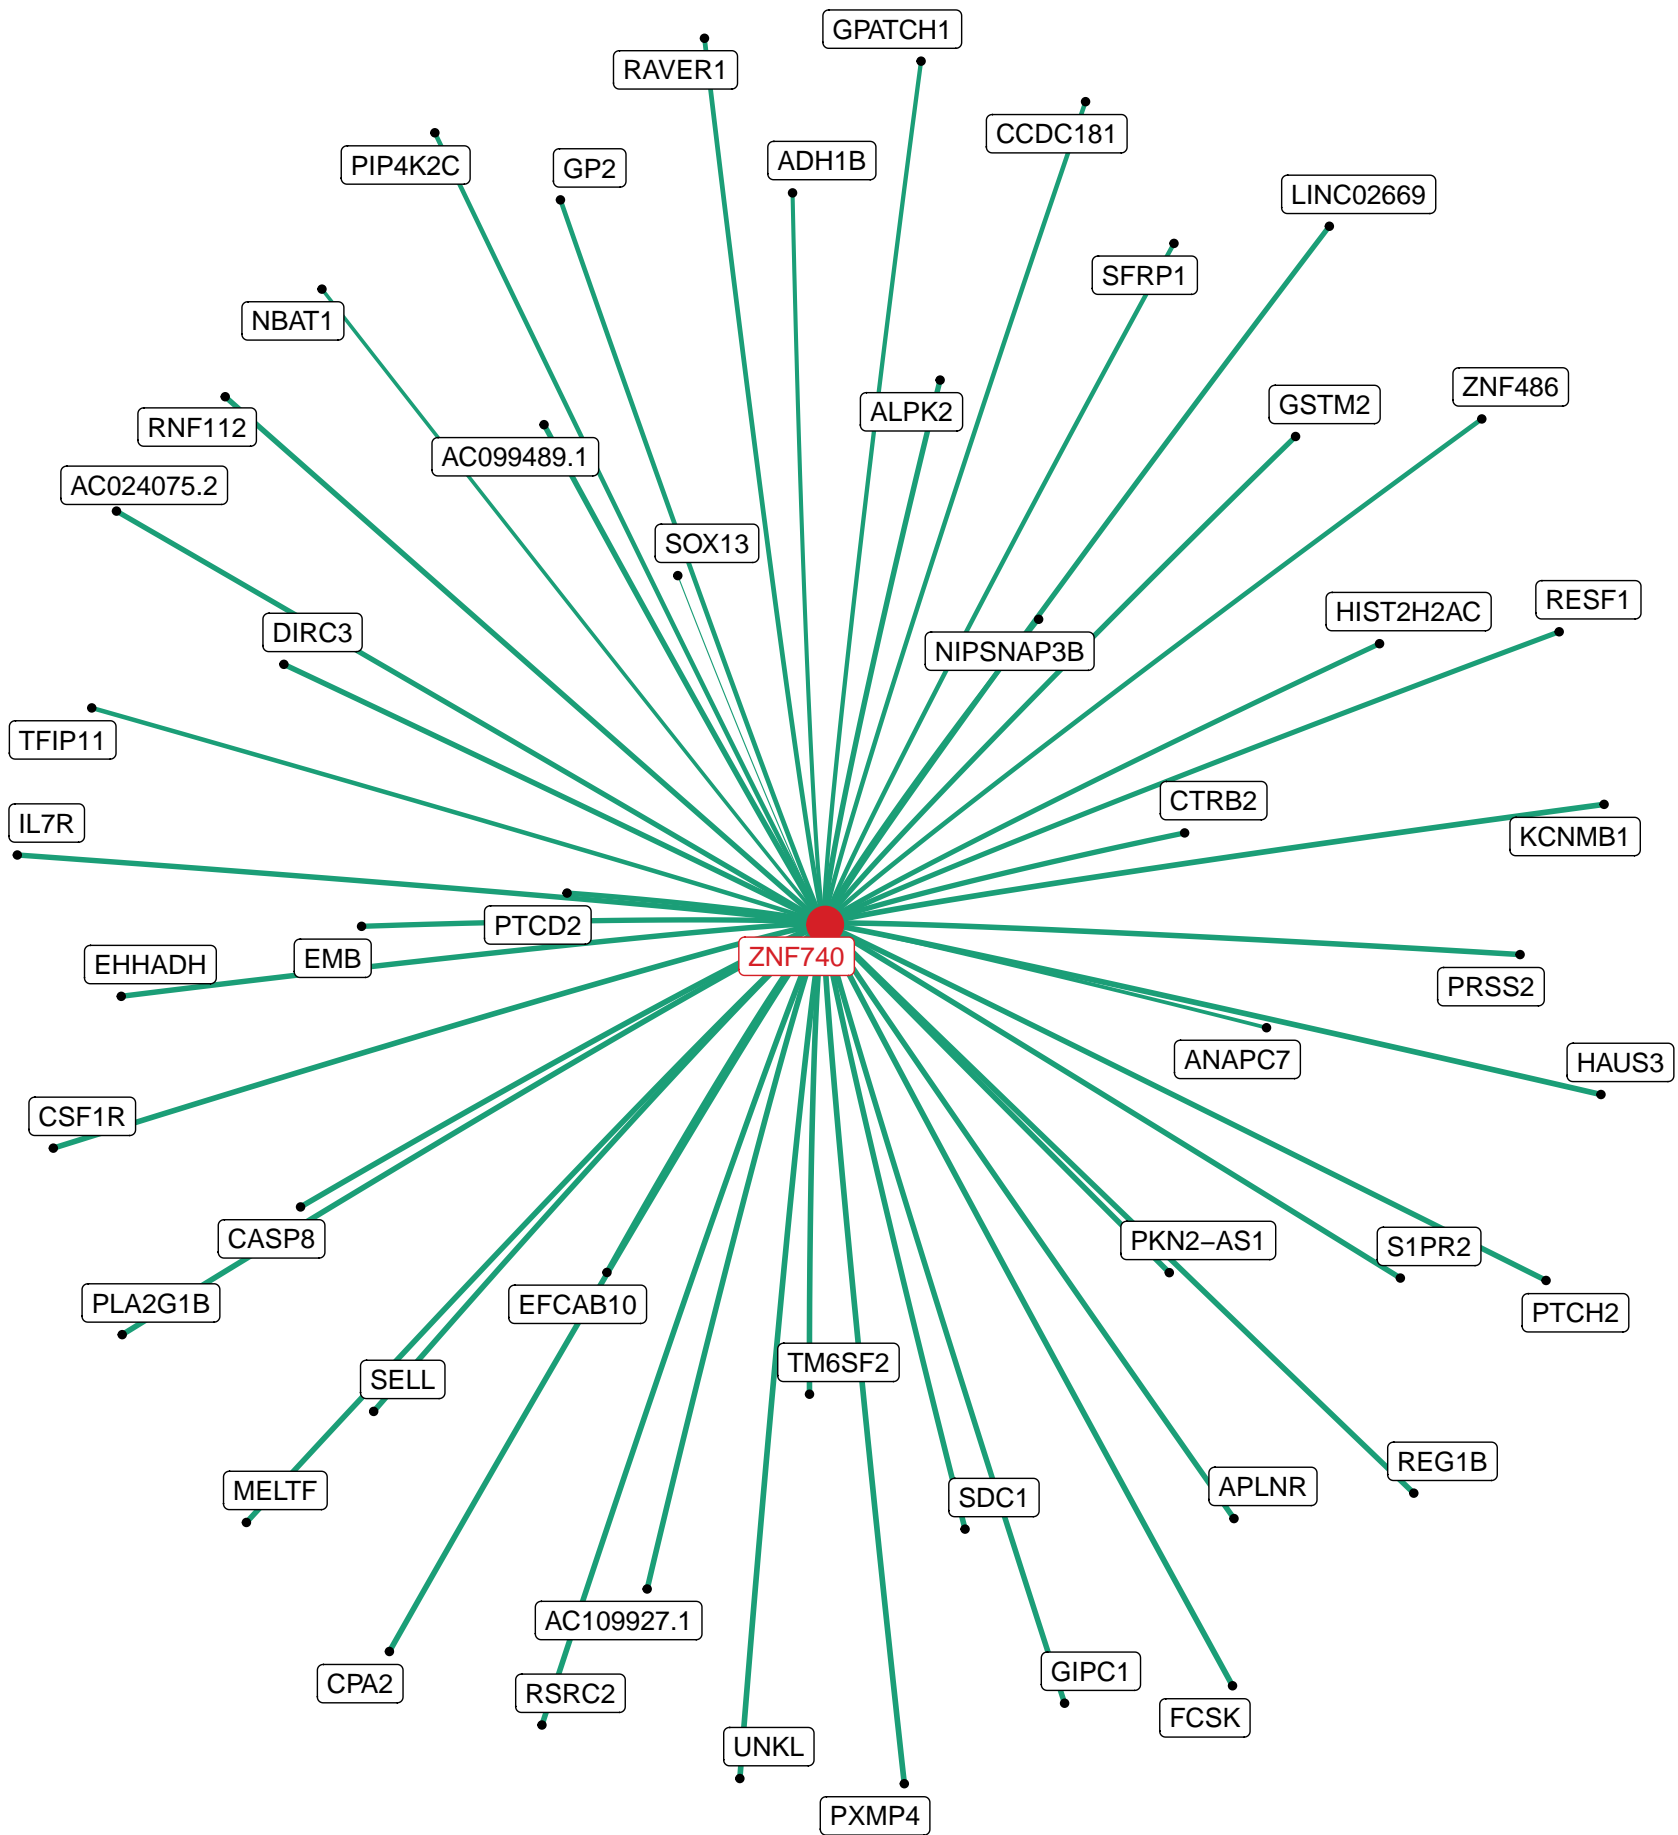 GPATCH1
RAVER1
CCDC181
ADH1B
PIP4K2C
GP2
LINC02669
SFRP1
NBAT1
ZNF486
GSTM2
ALPK2
RNF112
AC099489.1
AC024075.2
SOX13
RESF1
HIST2H2AC
DIRC3
NIPSNAP3B
TFIP11
CTRB2
IL7R
KCNMB1
PTCD2
ZNF740
EMB
EHHADH
PRSS2
ANAPC7
HAUS3
CSF1R
CASP8
PKN2−AS1
S1PR2
PLA2G1B
EFCAB10
PTCH2
TM6SF2
SELL
REG1B
APLNR
MELTF
SDC1
AC109927.1
GIPC1
CPA2
RSRC2
FCSK
UNKL
PXMP4